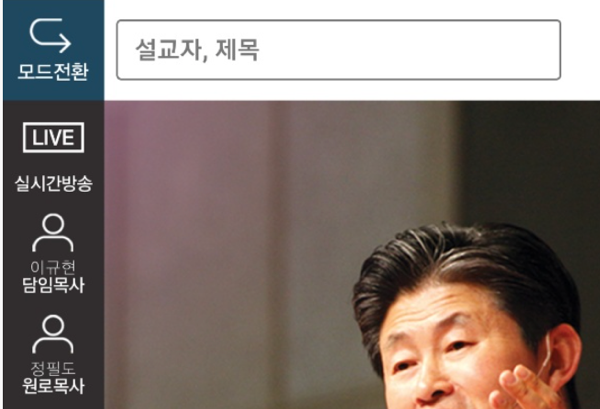 모드전환
설교자, 제목
LIVE
실시간방송
이규현
담임목사
정필도
원로목사